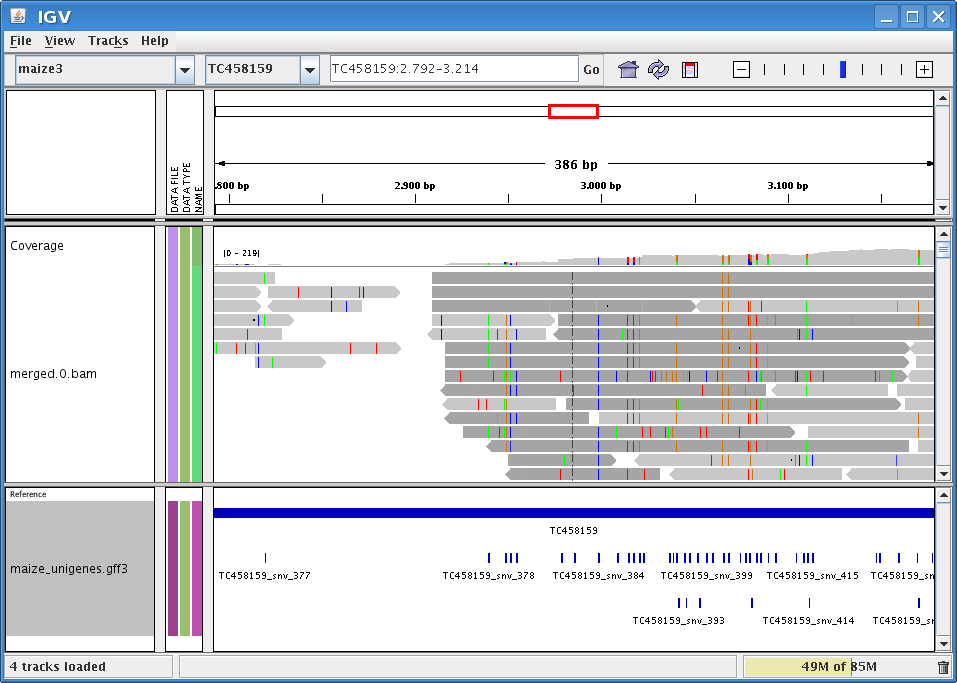 IGV
File View Tracks Help
maize3 TC458159 TC458159:2.792-3.214 Go
DATA FILE
DATA TYPE
NAME
386 bp
.800 bp 2.900 bp 3.000 bp 3.100 bp
Coverage
[0 - 219]
merged.0.bam
Reference
TC458159
maize_unigenes.gff3
TC458159_snv_377 TC458159_snv_378 TC458159_snv_384 TC458159_snv_399 TC458159_snv_415 TC458159_sn
TC458159_snv_393 TC458159_snv_414 TC458159_sn
4 tracks loaded
49M of 85M